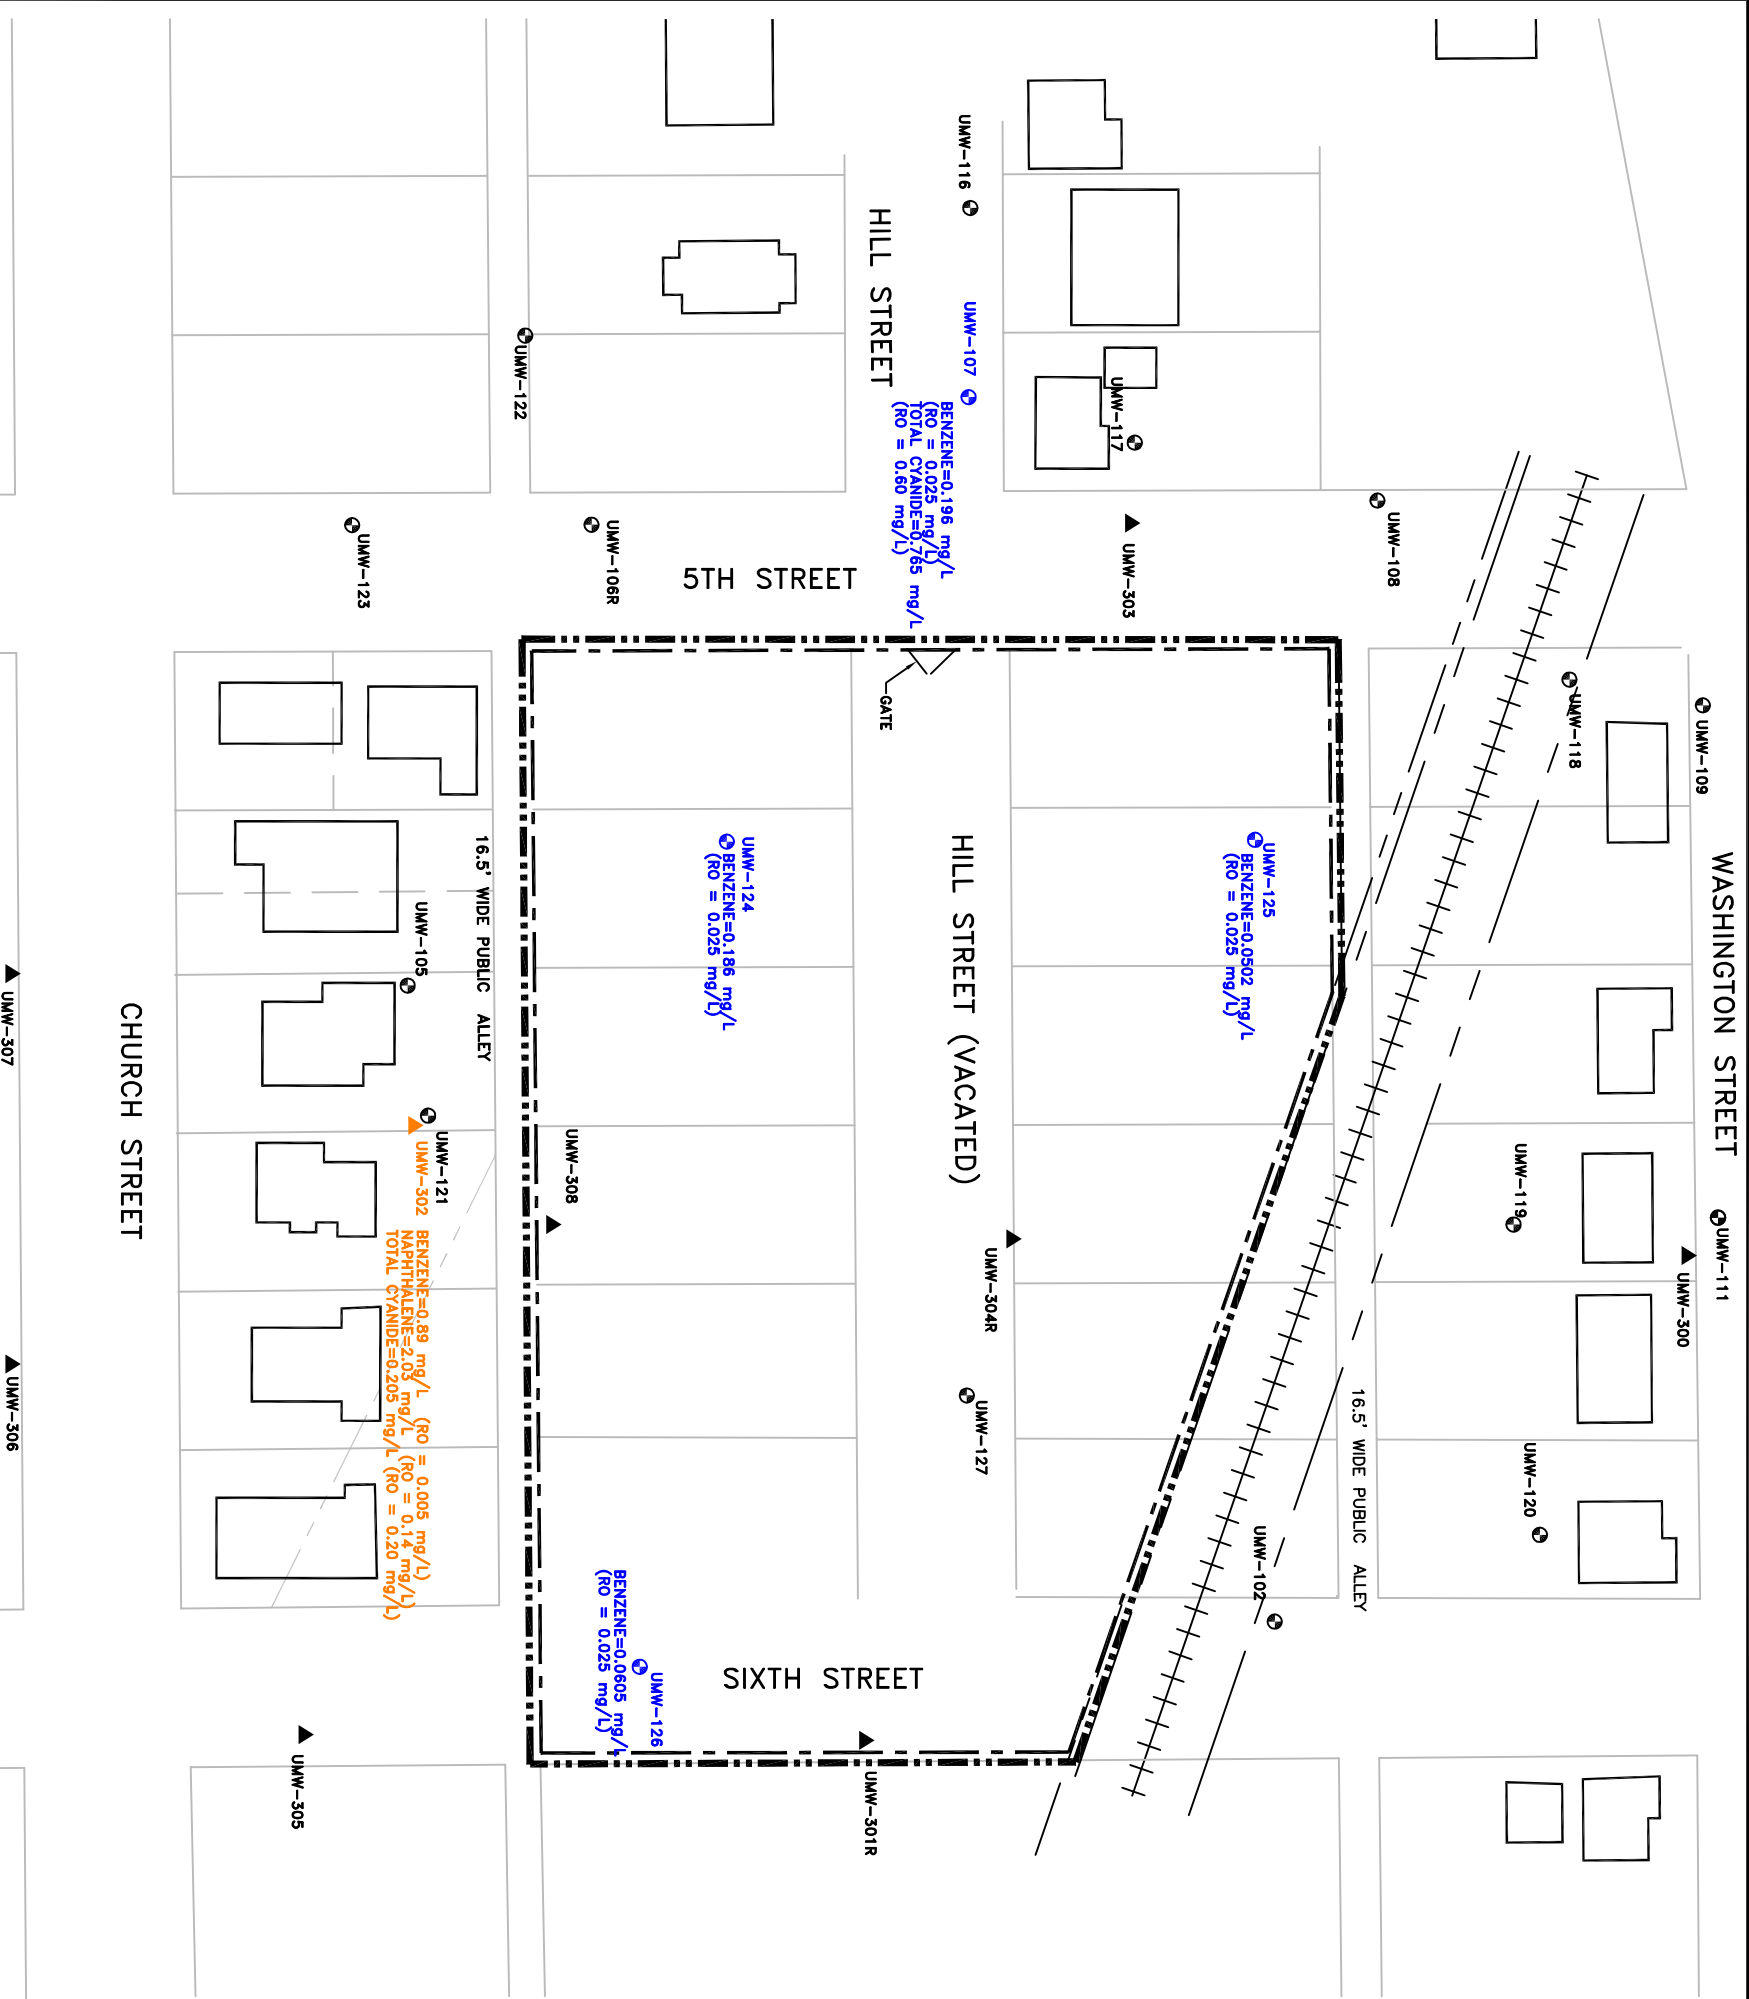 WASHINGTON STREET
UMW-109
UMW-111
UMW-300
UMW-118
UMW-119
UMW-120
UMW-108
16.5' WIDE PUBLIC ALLEY
UMW-102
UMW-125
BENZENE=0.0502 mg/L
(RO = 0.025 mg/L)
UMW-117
UMW-303
UMW-116
UMW-107
BENZENE=0.196 mg/L
(RO = 0.025 mg/L)
TOTAL CYANIDE=0.765 mg/L
(RO = 0.60 mg/L)
HILL STREET
GATE
HILL STREET (VACATED)
UMW-304R
UMW-127
5TH STREET
SIXTH STREET
UMW-301R
UMW-124
BENZENE=0.186 mg/L
(RO = 0.025 mg/L)
UMW-126
BENZENE=0.0605 mg/L
(RO = 0.025 mg/L)
UMW-106R
UMW-308
UMW-122
16.5' WIDE PUBLIC ALLEY
UMW-121
UMW-105
UMW-302 BENZENE=0.89 mg/L (RO = 0.005 mg/L)
NAPHTHALENE=2.03 mg/L (RO = 0.14 mg/L)
TOTAL CYANIDE=0.205 mg/L (RO = 0.20 mg/L)
UMW-123
UMW-305
CHURCH STREET
UMW-307
UMW-306